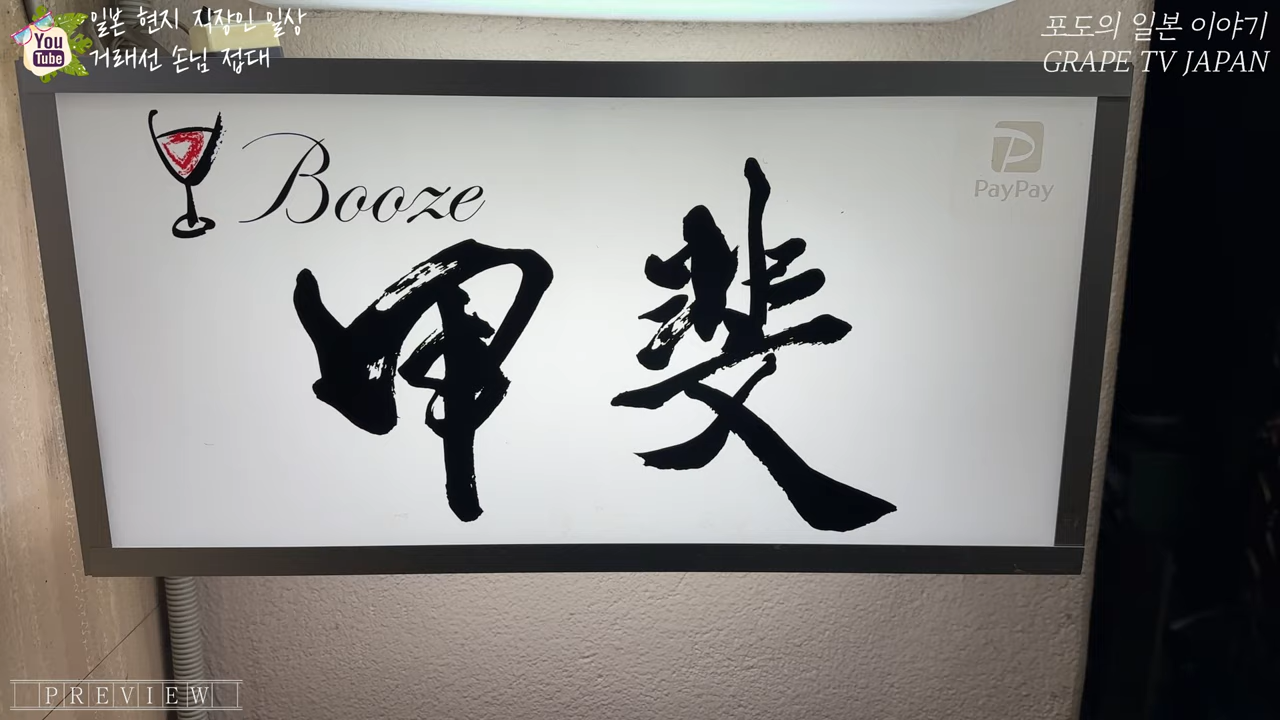 일본 현지 직장인 일상
거래선 손님 접대
You
Tube
포도의 일본 이야기
GRAPE TV JAPAN
Booze
PayPay
甲斐
PREVIEW